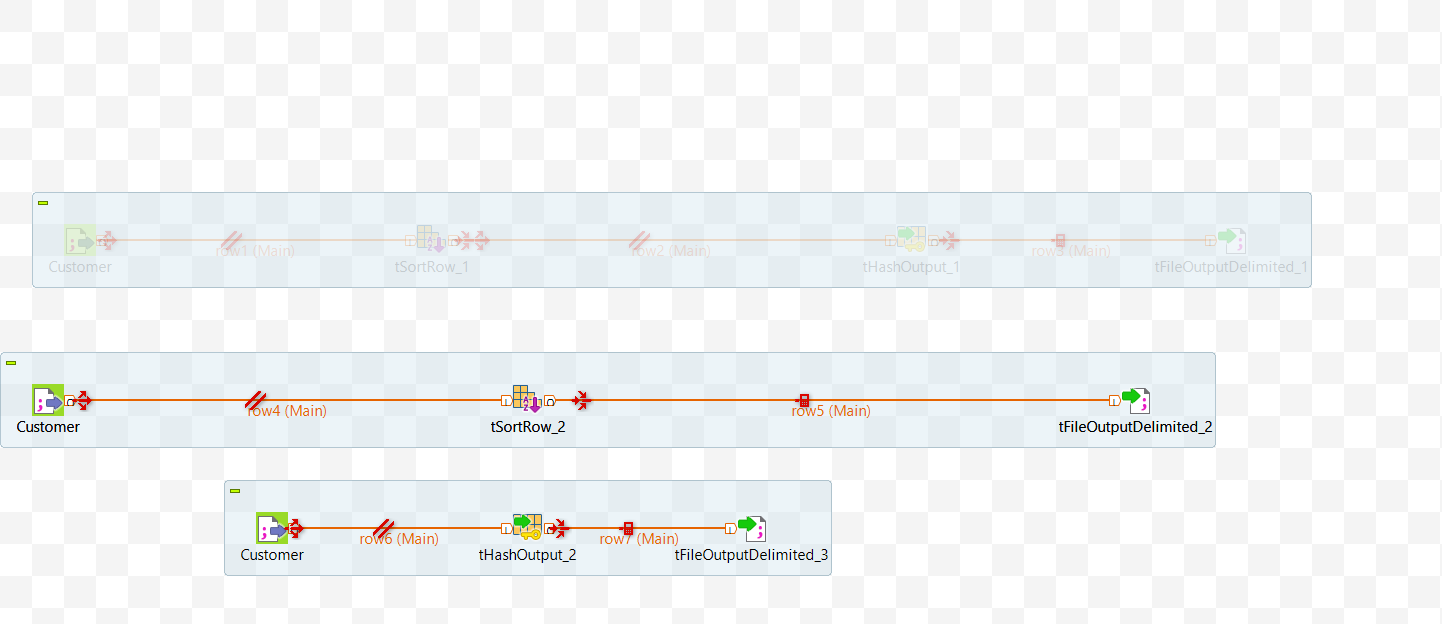 row1 (Main)
row2 (Main)
row3 (Main)
Customer
tSortRow_1
tHashOutput_1
tFileOutputDelimited_1
row4 (Main)
row5 (Main)
Customer
tSortRow_2
tFileOutputDelimited_2
row6 (Main)
row7 (Main)
Customer
tHashOutput_2
tFileOutputDelimited_3